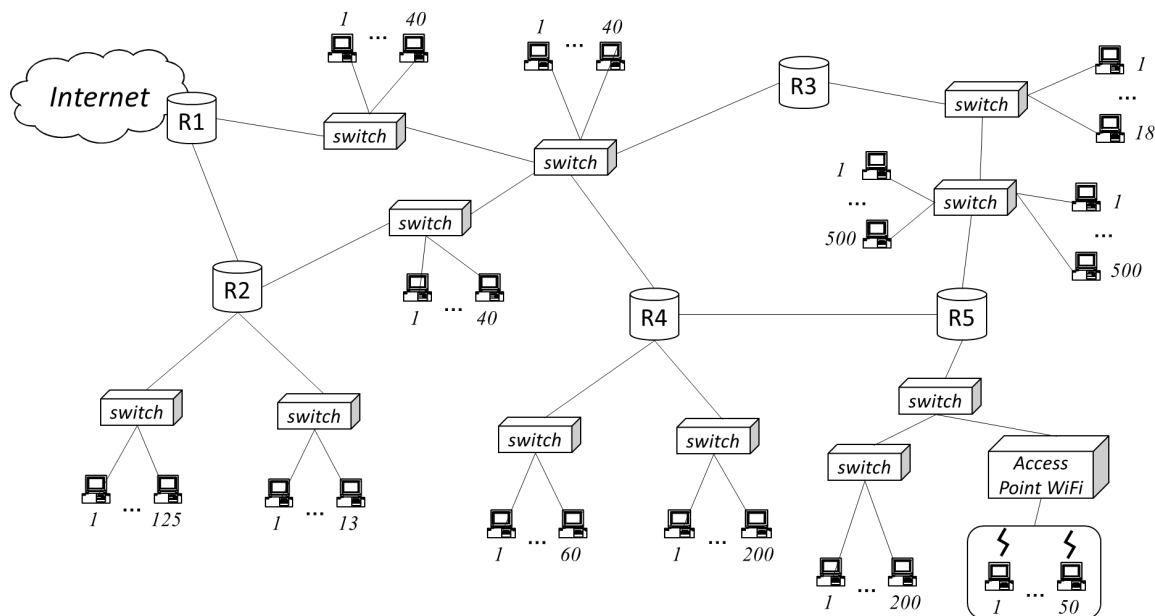 1 ... 40
1 ... 40
Internet
R1
switch
switch
R3
switch
1
...
18
switch
1 ... 40
1
...
500
switch
1
...
500
R2
R4
R5
switch
1 ... 125
switch
1 ... 13
switch
1 ... 60
switch
1 ... 200
switch
switch
1 ... 200
Access
Point WiFi
1 ... 50